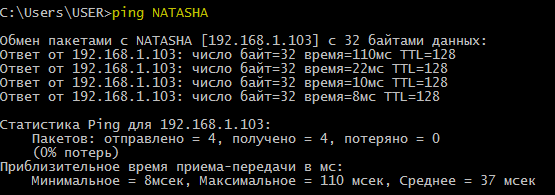 C:\Users\USER>ping NATASHA
Обмен пакетами с NATASHA [192.168.1.103] с 32 байтами данных:
Ответ от 192.168.1.103: число байт=32 время=110мс TTL=128
Ответ от 192.168.1.103: число байт=32 время=22мс TTL=128
Ответ от 192.168.1.103: число байт=32 время=10мс TTL=128
Ответ от 192.168.1.103: число байт=32 время=8мс TTL=128
Статистика Ping для 192.168.1.103:
Пакетов: отправлено = 4, получено = 4, потеряно = 0
(0% потерь)
Приблизительное время приема-передачи в мс:
Минимальное = 8мсек, Максимальное = 110 мсек, Среднее = 37 мсек